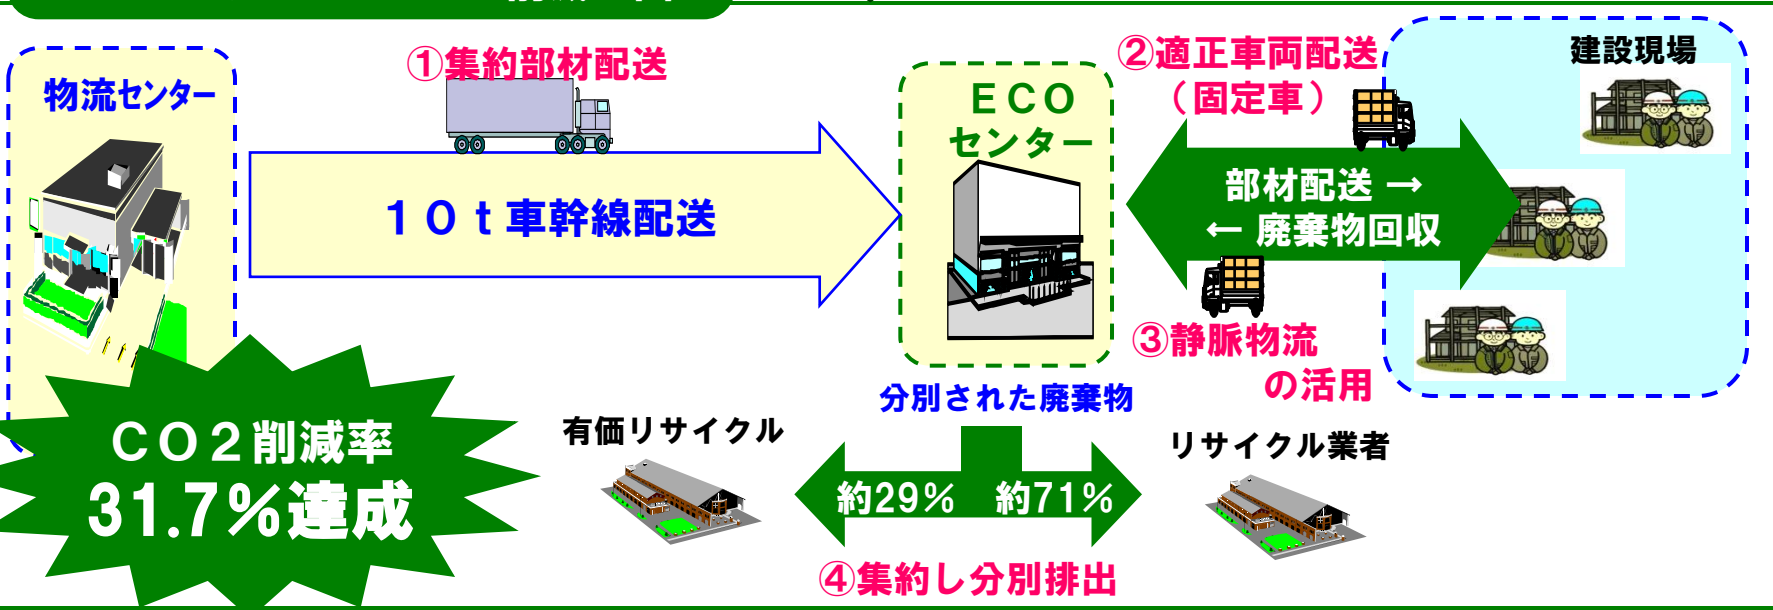 ①集約部材配送
②適正車両配送
（固定車）
建設現場
物流センター
ＥＣＯ
センター
部材配送 →
← 廃棄物回収
１０ｔ車幹線配送
③静脈物流
の活用
分別された廃棄物
有価リサイクル
リサイクル業者
ＣＯ２削減率
31.7％達成
約29％ 約71％
④集約し分別排出